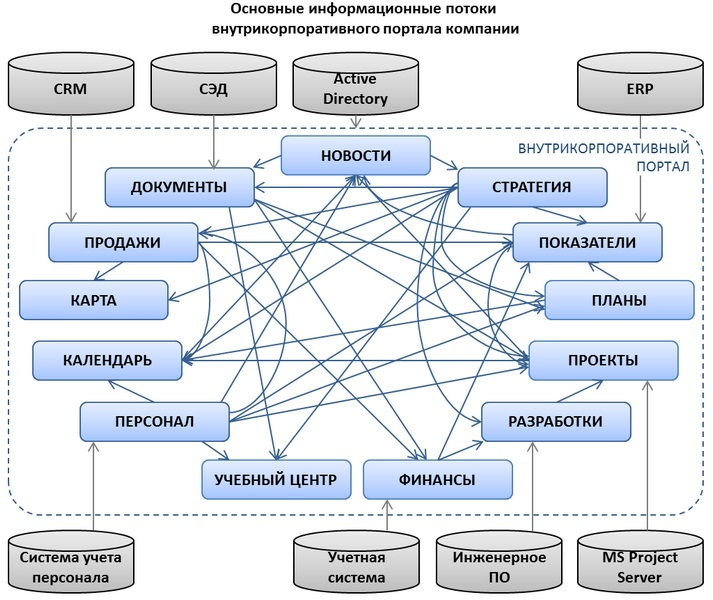 Основные информационные потоки
внутрикорпоративного портала компании
CRM
СЭД
Active
Directory
ERP
ВНУТРИКОРПОРАТИВНЫЙ
ПОРТАЛ
НОВОСТИ
ДОКУМЕНТЫ
СТРАТЕГИЯ
ПРОДАЖИ
ПОКАЗАТЕЛИ
КАРТА
ПЛАНЫ
КАЛЕНДАРЬ
ПРОЕКТЫ
ПЕРСОНАЛ
РАЗРАБОТКИ
УЧЕБНЫЙ ЦЕНТР
ФИНАНСЫ
Система учета
персонала
Учетная
система
Инженерное
ПО
MS Project
Server